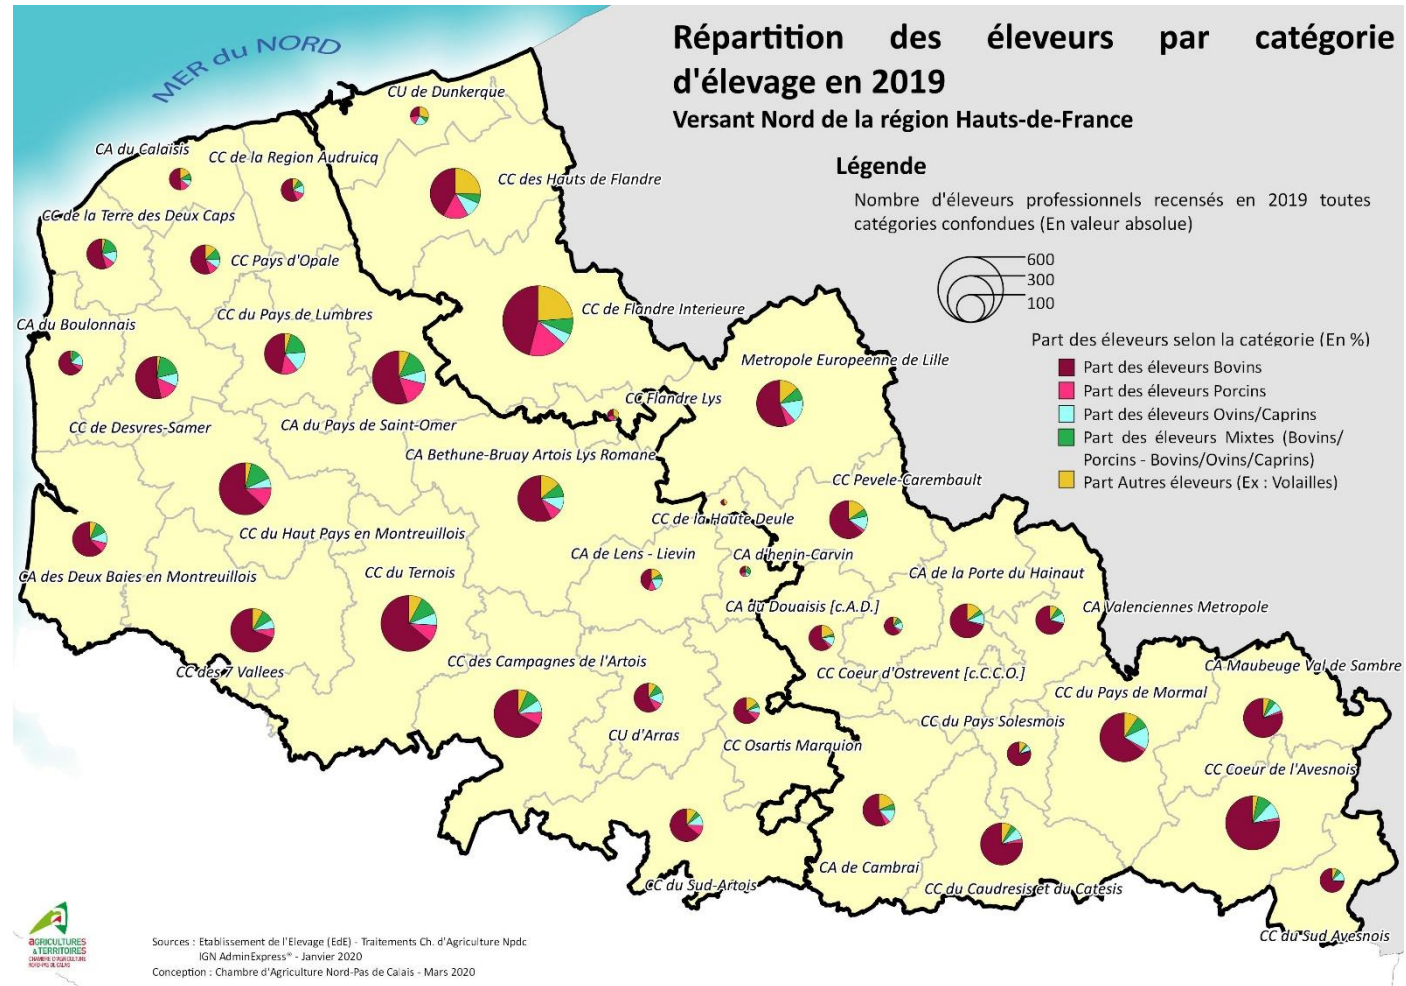 Répartition des éleveurs par catégorie
d'élevage en 2019
Versant Nord de la région Hauts-de-France
Légende
Nombre d'éleveurs professionnels recensés en 2019 toutes
catégories confondues (En valeur absolue)
600
300
100
Part des éleveurs selon la catégorie (En %)
Part des éleveurs Bovins
Part des éleveurs Porcins
Part des éleveurs Ovins/Caprins
Part des éleveurs Mixtes (Bovins/
Porcins - Bovins/Ovins/Caprins)
Part Autres éleveurs (Ex : Volailles)
MER du NORD
CU de Dunkerque
CA du Calaisis
CC de la Region Audruicq
CC des Hauts de Flandre
CC de la Terre des Deux Caps
CC Pays d'Opale
CC de Flandre Interieure
CA du Boulonnais
CC du Pays de Lumbres
Metropole Europeenne de Lille
CC Flandre Lys
CC de Desvres-Samer
CA du Pays de Saint-Omer
CA Bethune-Bruay Artois Lys Romane
CC Pevele-Carembault
CC de la Haute Deule
CC du Haut Pays en Montreuillois
CA de Lens - Lievin
CA d'henin-Carvin
CA des Deux Baies en Montreuillois
CC du Ternois
CA de la Porte du Hainaut
CA du Douaisis [c.A.D.]
CA Valenciennes Metropole
CC des 7 Vallees
CC des Campagnes de l'Artois
CC Coeur d'Ostrevent [c.C.C.O.]
CA Maubeuge Val de Sambre
CC du Pays de Mormal
CU d'Arras
CC du Pays Solesmois
CC Osartis Marquion
CC Coeur de l'Avesnois
CA de Cambrai
CC du Sud-Artois
CC du Caudresis et du Catesis
CC du Sud Avesnois
agRICULTURES
& TERRITOIRES
CHAMBRE D'AGRICULTURE
NORD-PAS DE CALAIS
Sources : Etablissement de l'Elevage (EdE) - Traitements Ch. d'Agriculture Npdc
IGN AdminExpress® - Janvier 2020
Conception : Chambre d'Agriculture Nord-Pas de Calais - Mars 2020